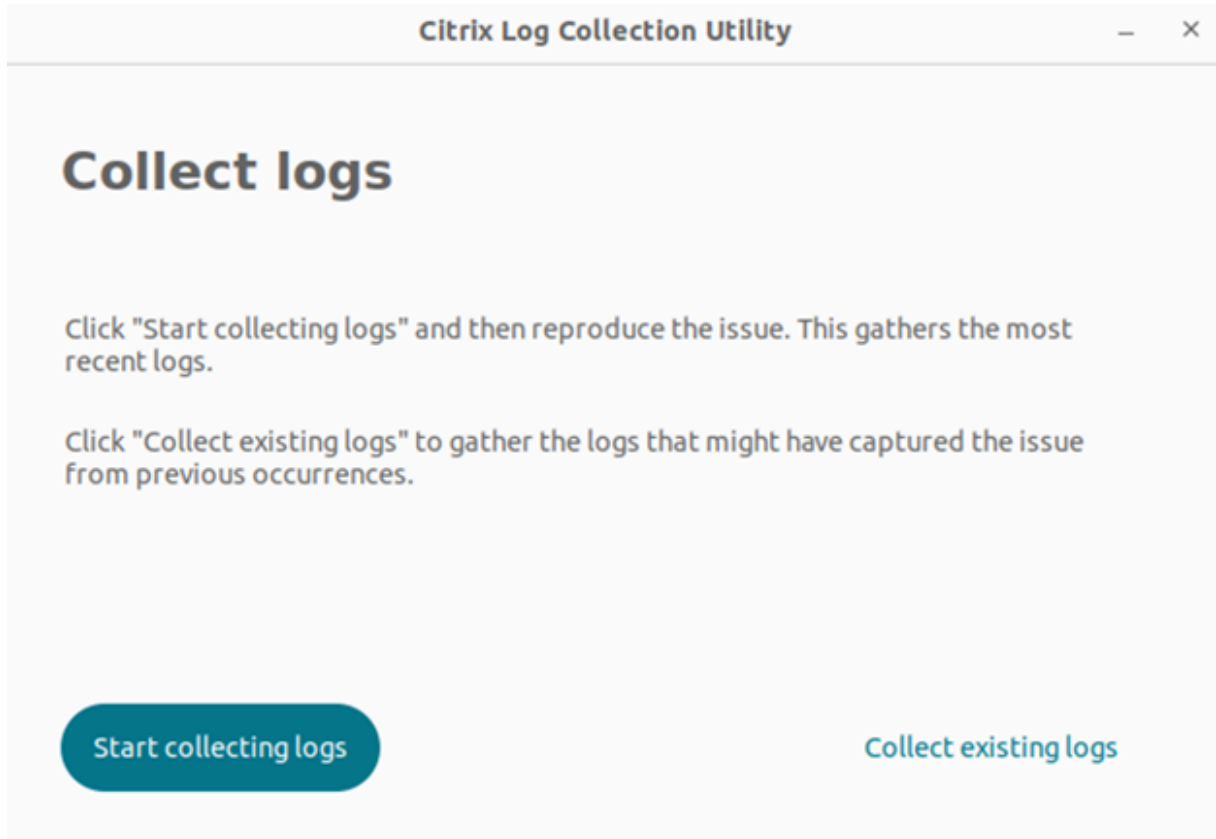 Citrix Log Collection Utility
Collect logs
Click "Start collecting logs" and then reproduce the issue. This gathers the most
recent logs.
Click "Collect existing logs" to gather the logs that might have captured the issue
from previous occurrences.
Start collecting logs
Collect existing logs